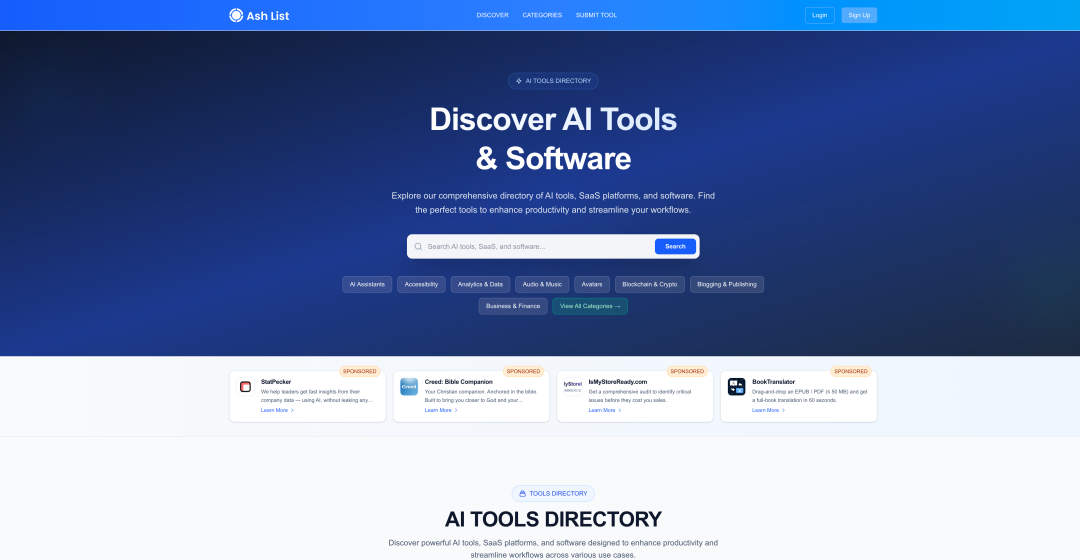 Ash List
DISCOVER
CATEGORIES
SUBMIT TOOL
Login
Sign Up
AI TOOLS DIRECTORY
Discover AI Tools
& Software
Explore our comprehensive directory of AI tools, SaaS platforms, and software. Find
the perfect tools to enhance productivity and streamline your workflows.
Search AI tools, SaaS, and software...
Search
AI Assistants
Accessibility
Analytics & Data
Audio & Music
Avatars
Blockchain & Crypto
Blogging & Publishing
Business & Finance
View All Categories →
SPONSORED
StatPecker
We help leaders get fast insights from their
company data — using AI, without leaking any…
Learn More
SPONSORED
Creed
Creed: Bible Companion
Your Christian companion. Anchored in the bible.
Built to bring you closer to God and your…
Learn More
SPONSORED
tyStorel
IsMyStoreReady.com
Get a comprehensive audit to identify critical
issues before they cost you sales.
Learn More
SPONSORED
BookTranslator
Drag-and-drop an EPUB / PDF (≤ 50 MB) and get
a full-book translation in 60 seconds.
Learn More
TOOLS DIRECTORY
AI TOOLS DIRECTORY
Discover powerful AI tools, SaaS platforms, and software designed to enhance productivity and
streamline workflows across various use cases.